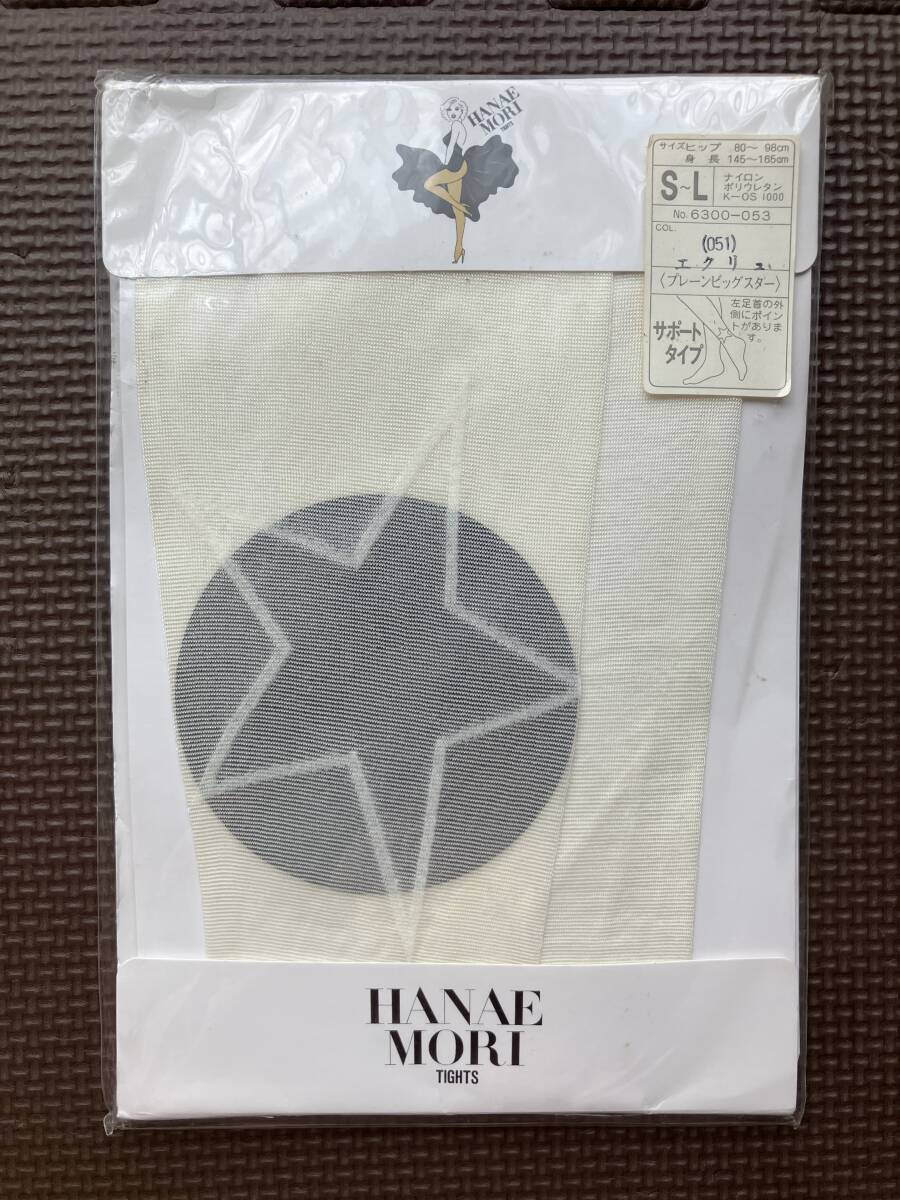 HANAE
MORI
TIGHTS
サイズ ヒップ 80～98cm
身長 145～165cm
S～L
ナイロン
ポリウレタン
K－OS 1000
No.6300－053
COL.
(051)
エクリュ
〈プレーンビッグスター〉
サポート
タイプ
左足首の外
側にポイン
トがありま
す。
HANAE
MORI
TIGHTS